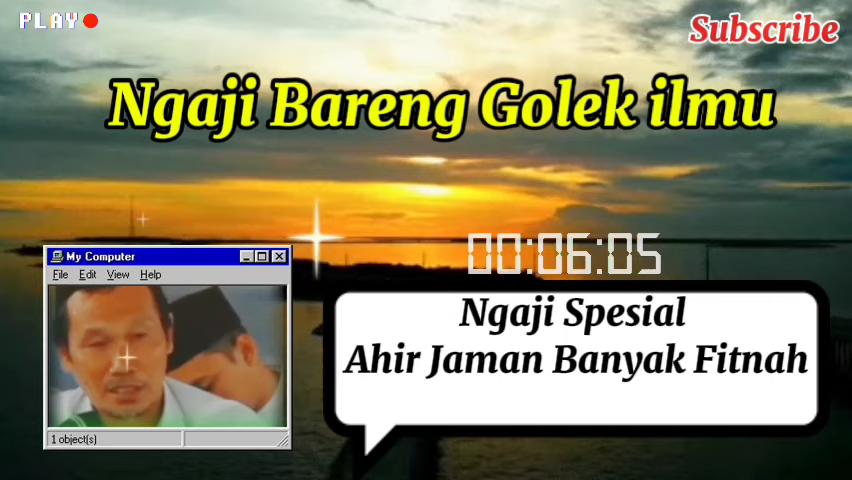 PLAY
Subscribe
Ngaji Bareng Golek ilmu
00:06:05
My Computer
File Edit View Help
1 object(s)
Ngaji Spesial
Ahir Jaman Banyak Fitnah